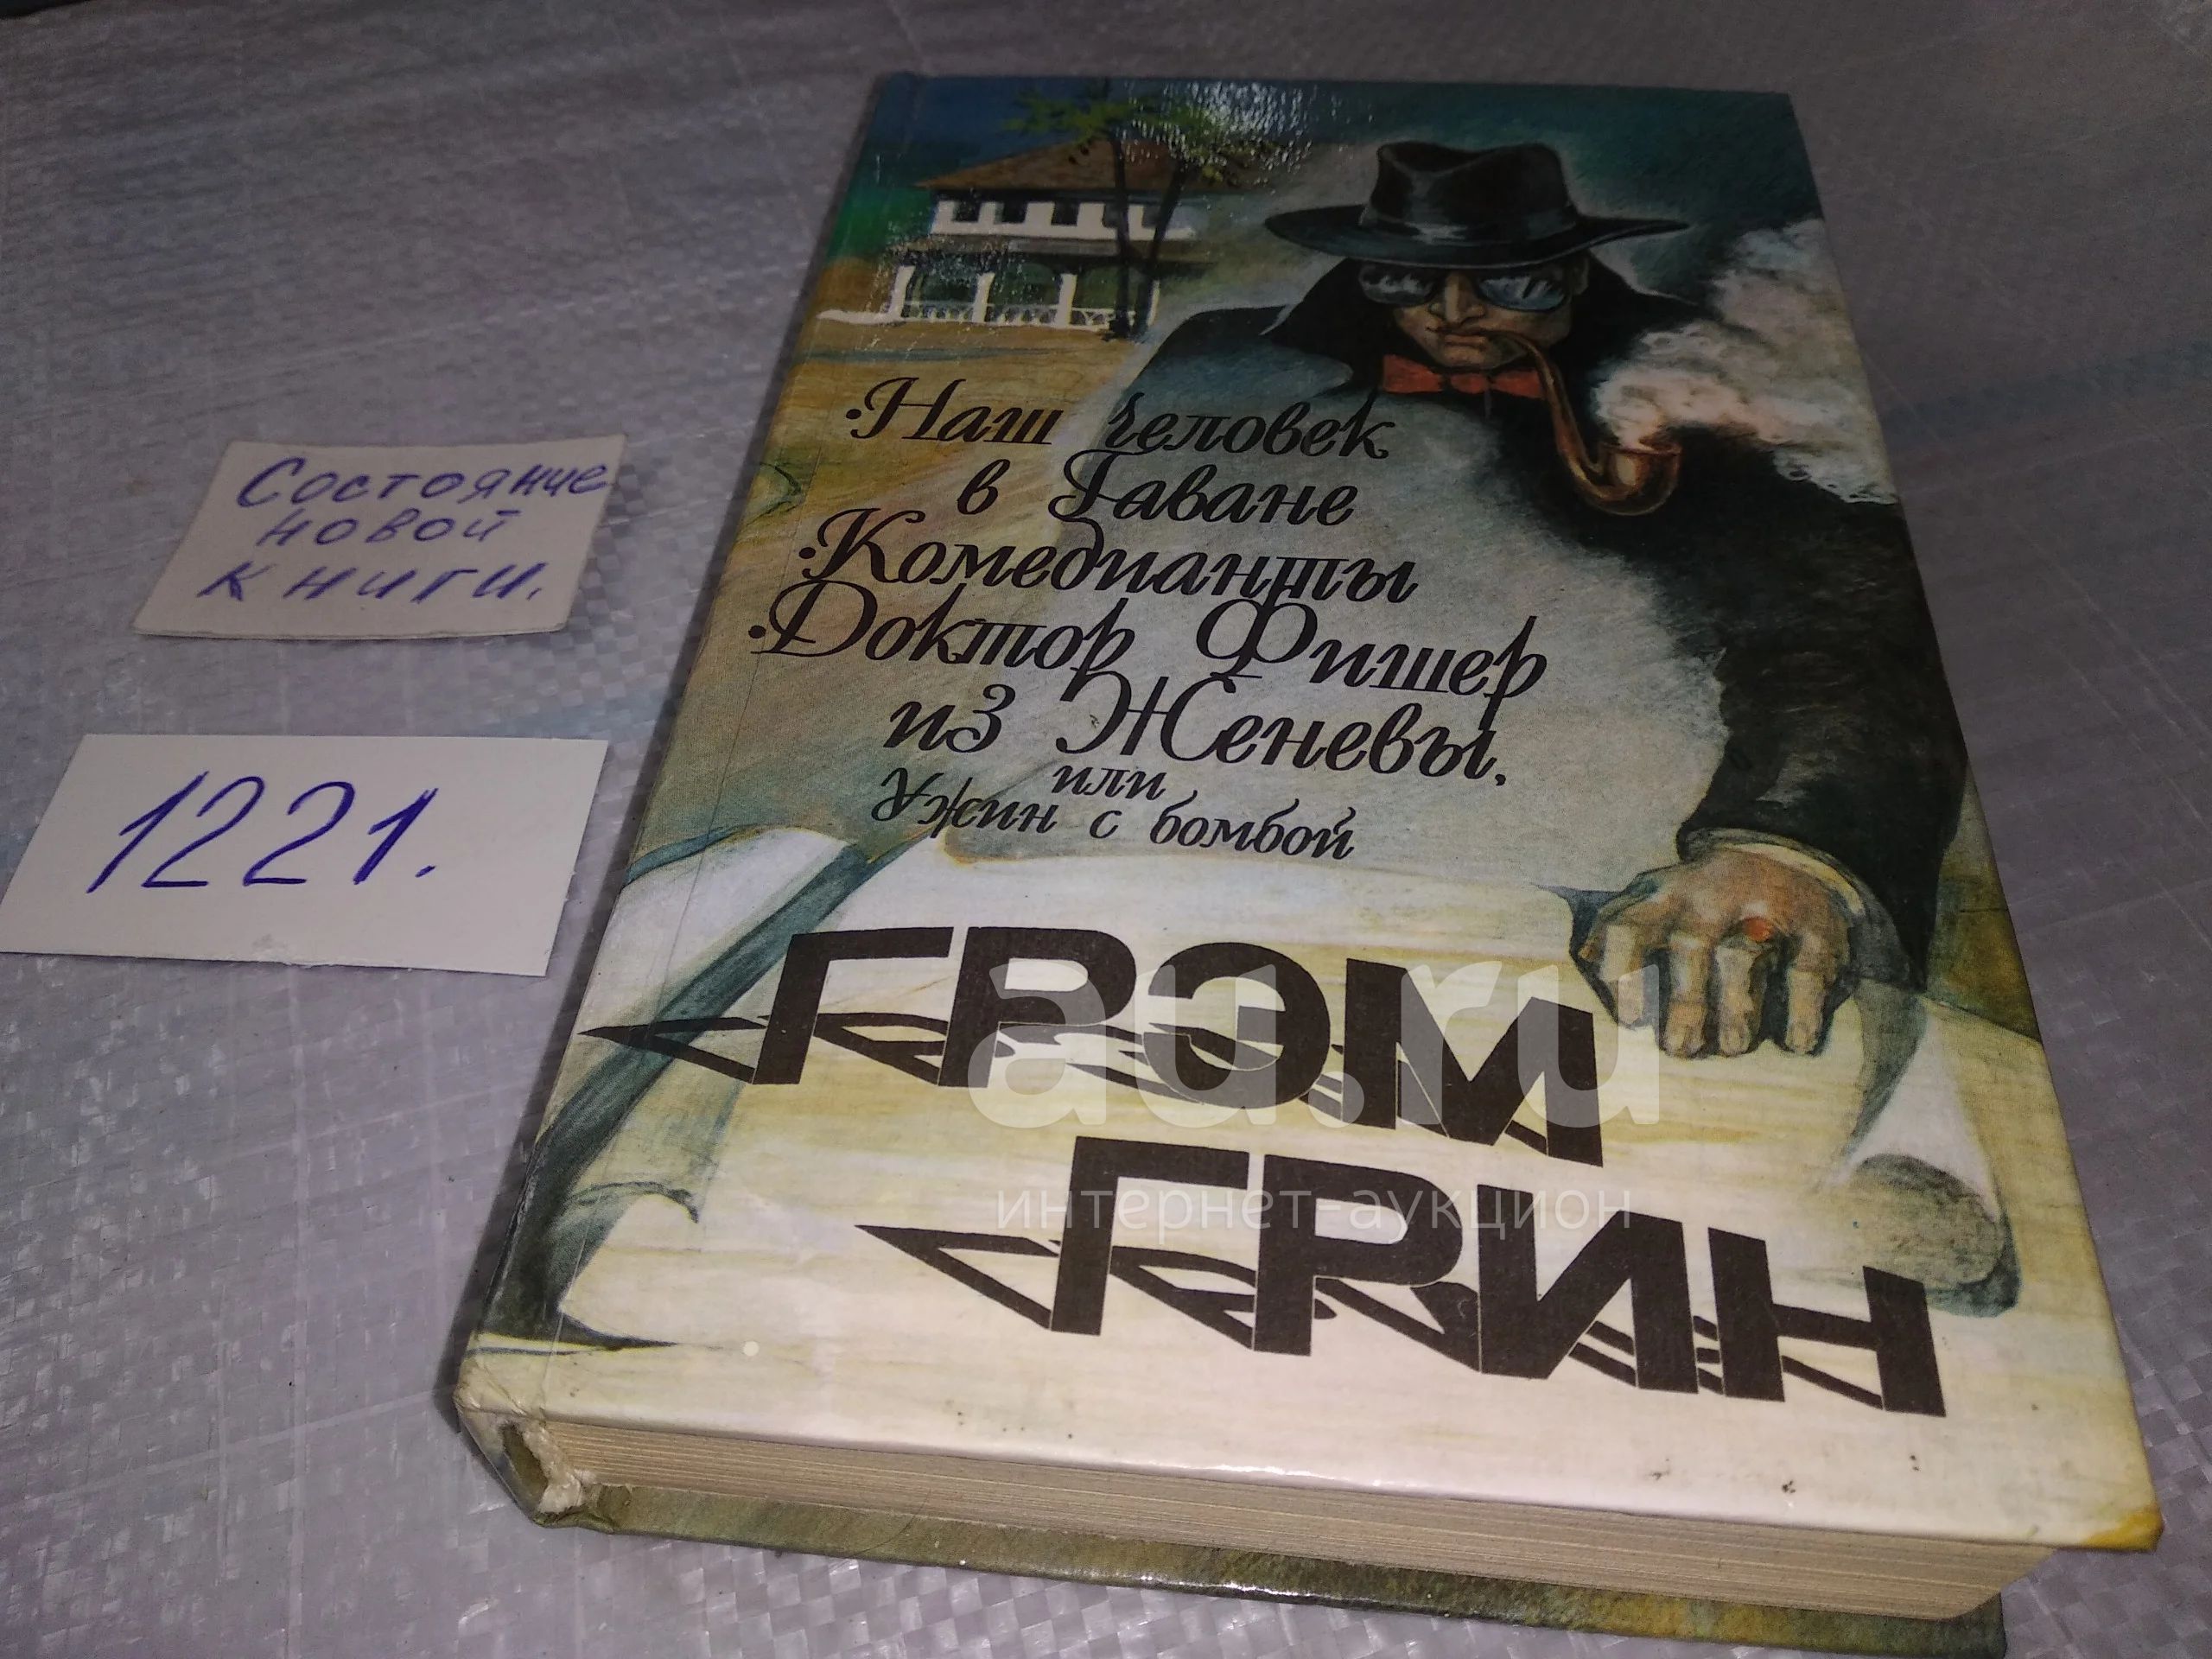 Состояние
новой
книги.
1221.
•Наш человек
в Гаване
•Комедианты
•Доктор Фишер
из Женевы,
или
Ужин с бомбой
ГРЭМ
ГРИН
au.ru
интернет-аукцион